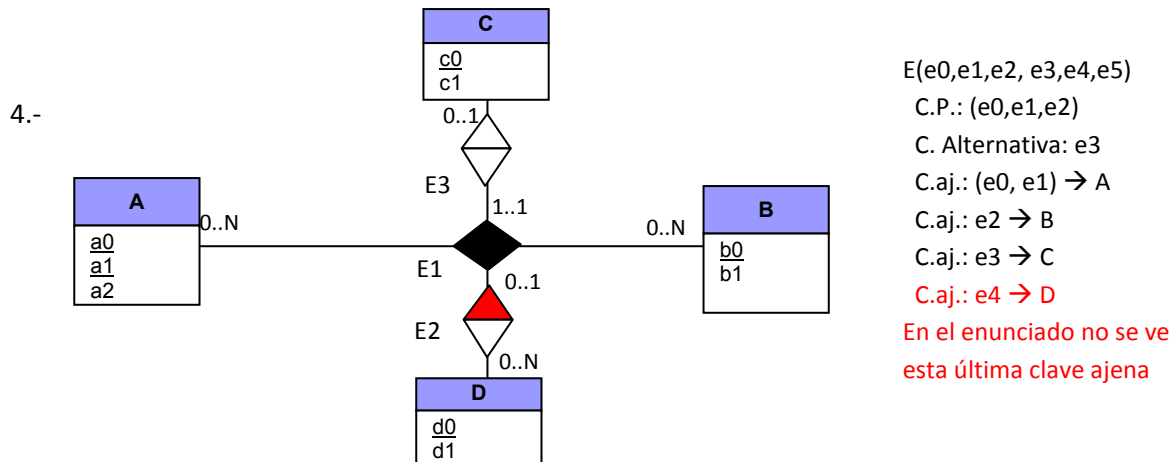 4.-
C
c0
c1
0..1
E3
1..1
A
a0
a1
a2
0..N
E1
0..N
B
b0
b1
0..1
E2
0..N
D
d0
d1
E(e0,e1,e2, e3,e4,e5)
C.P.: (e0,e1,e2)
C. Alternativa: e3
C.aj.: (e0, e1) → A
C.aj.: e2 → B
C.aj.: e3 → C
C.aj.: e4 → D
En el enunciado no se ve
esta última clave ajena